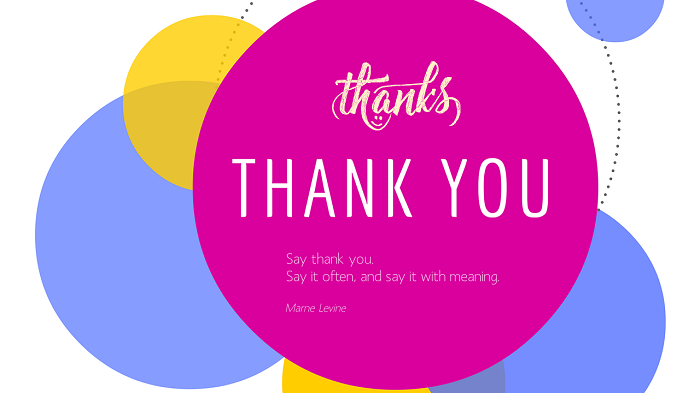 thanks
THANK YOU
Say thank you.
Say it often, and say it with meaning.
Marne Levine